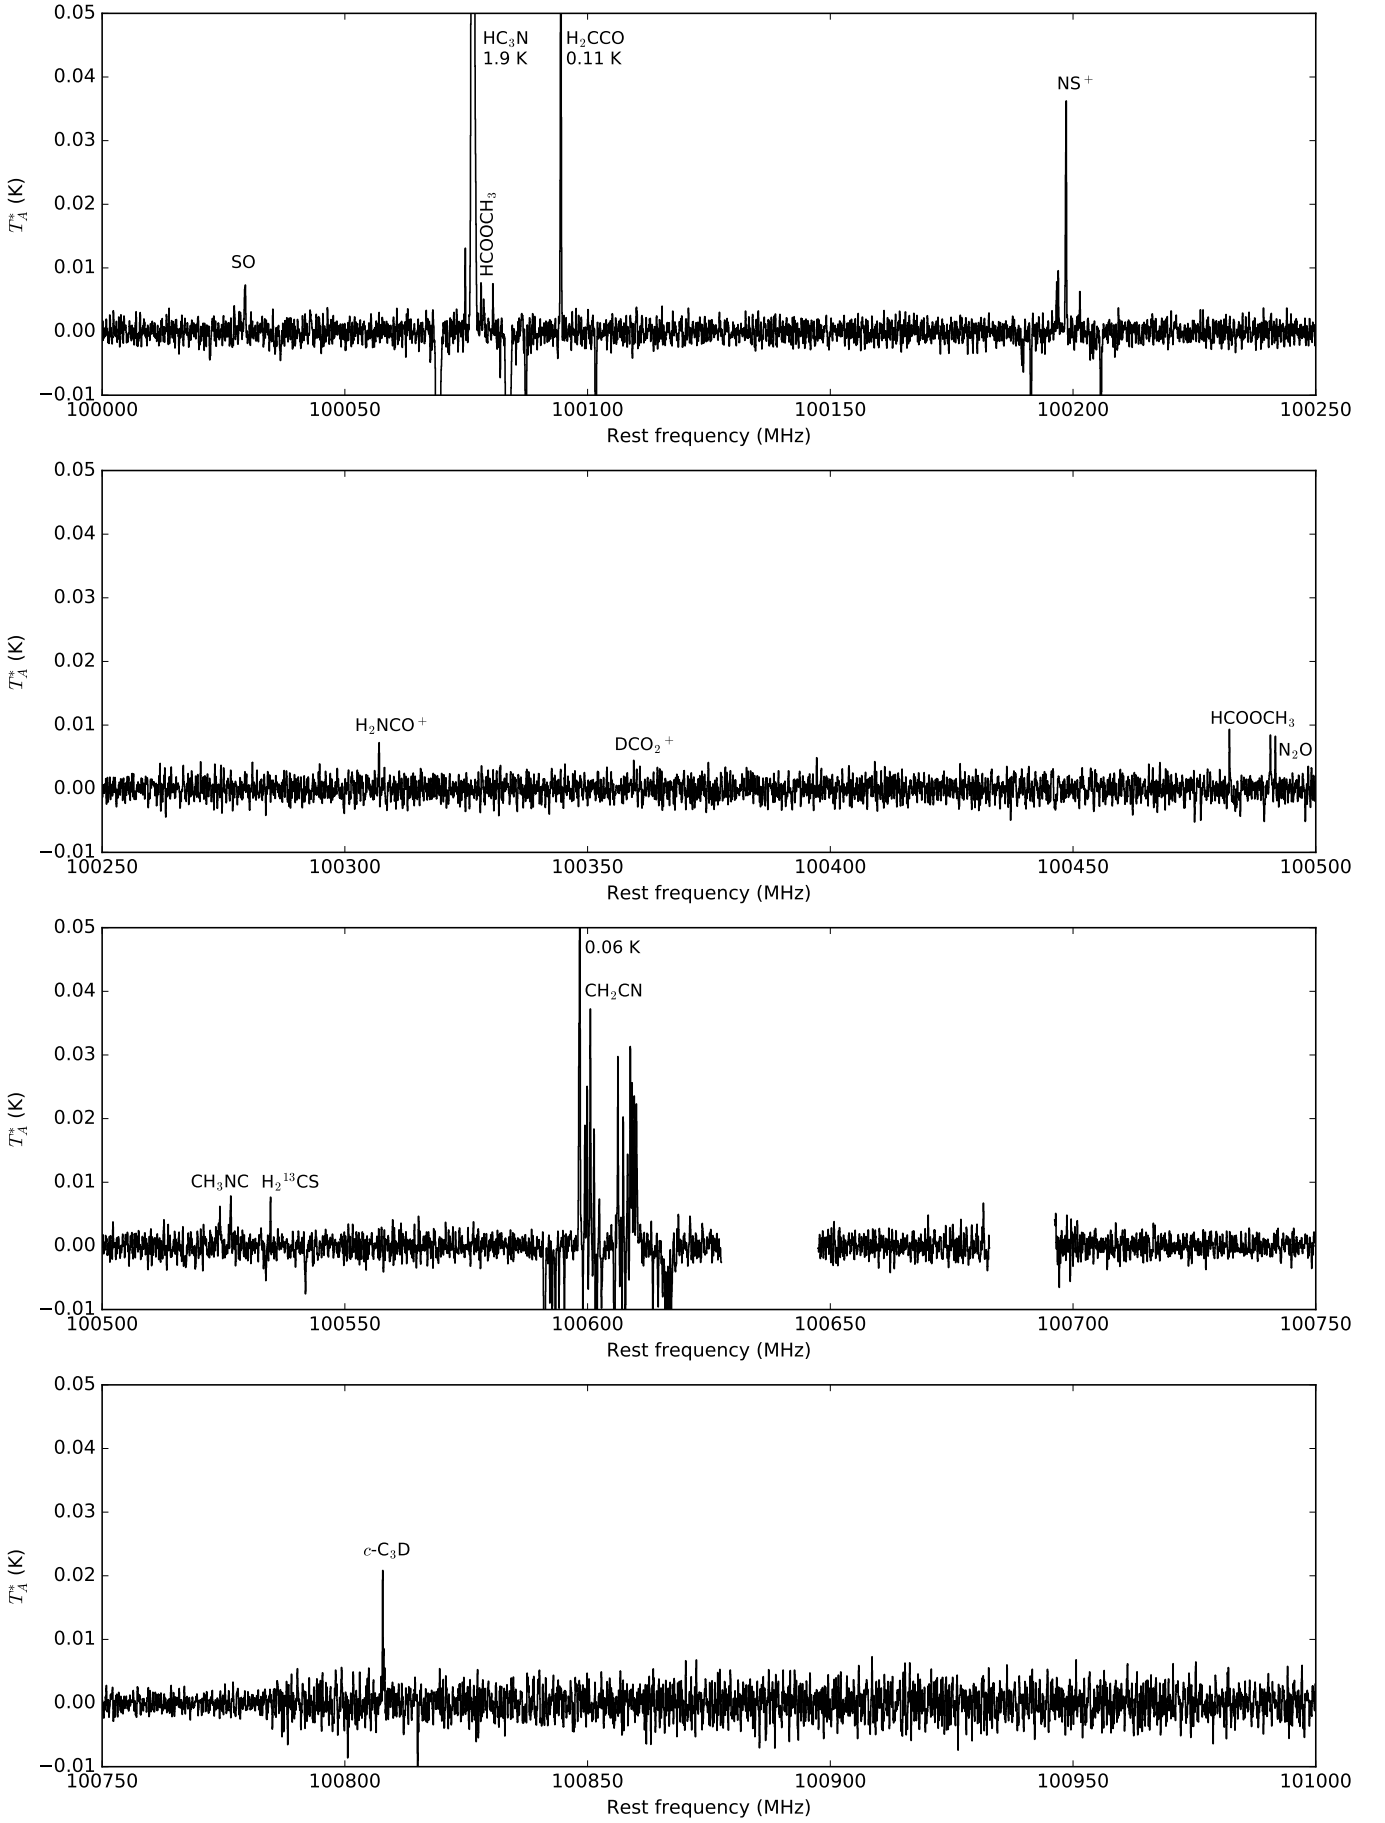 0.05
0.04
0.03
0.02
0.01
0.00
−0.01
T*A (K)
HC3N
1.9 K
H2CCO
0.11 K
NS+
HCOOCH3
SO
100000 100050 100100 100150 100200 100250
Rest frequency (MHz)
0.05
0.04
0.03
0.02
0.01
0.00
−0.01
T*A (K)
H2NCO+
DCO2+
HCOOCH3
N2O
100250 100300 100350 100400 100450 100500
Rest frequency (MHz)
0.05
0.04
0.03
0.02
0.01
0.00
−0.01
T*A (K)
0.06 K
CH2CN
CH3NC H213CS
100500 100550 100600 100650 100700 100750
Rest frequency (MHz)
0.05
0.04
0.03
0.02
0.01
0.00
−0.01
T*A (K)
c-C3D
100750 100800 100850 100900 100950 101000
Rest frequency (MHz)